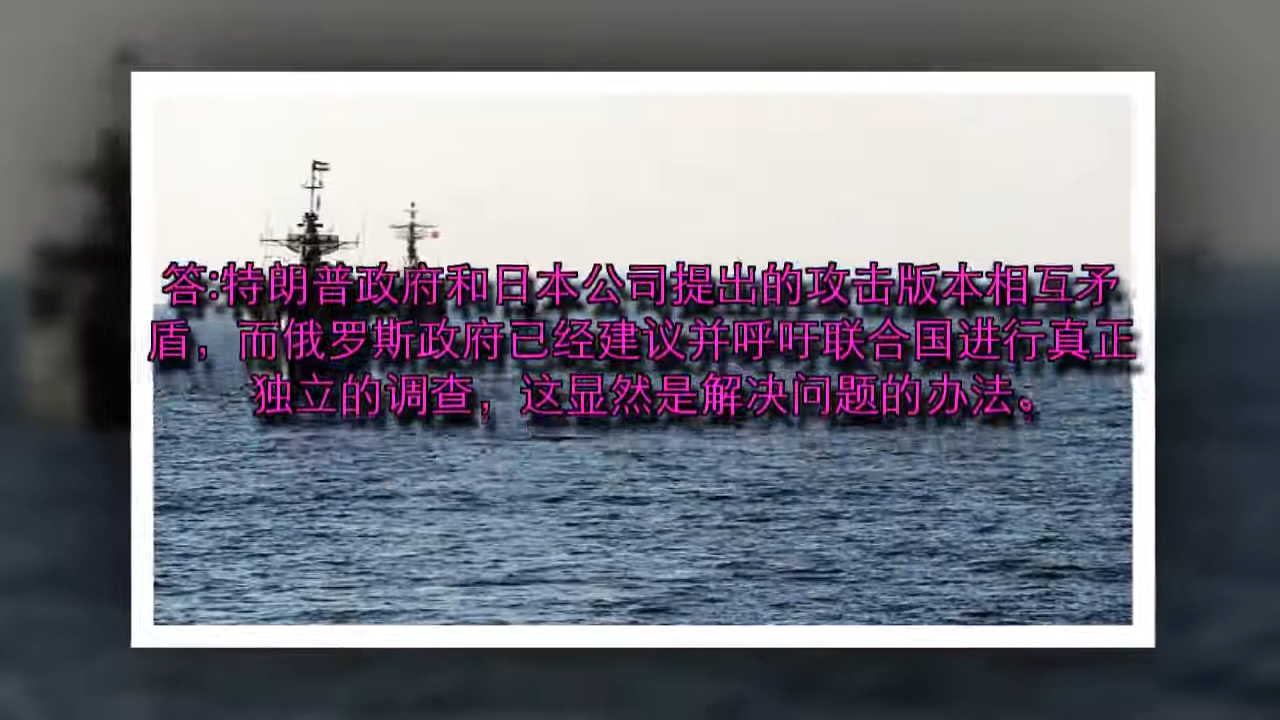 答:特朗普政府和日本公司提出的攻击版本相互矛
盾，而俄罗斯政府已经建议并呼吁联合国进行真正
独立的调查，这显然是解决问题的办法。